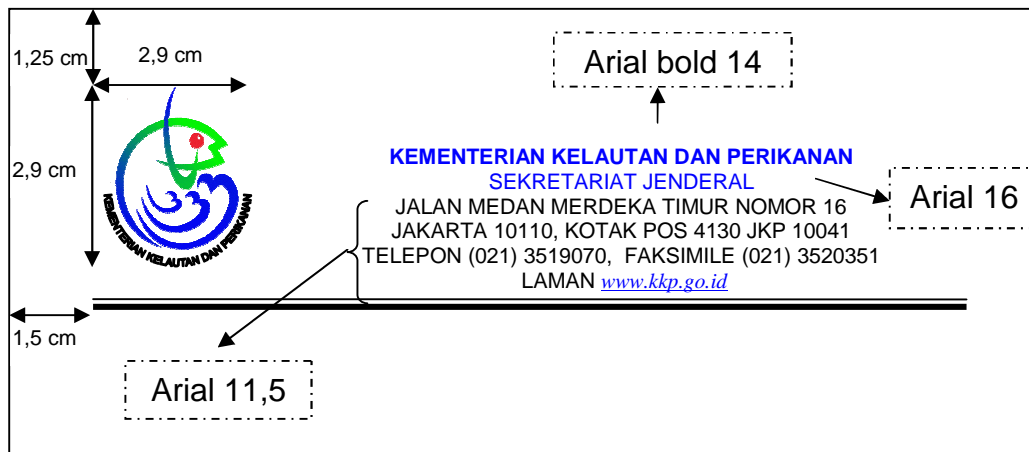 1,25 cm
2,9 cm
Arial bold 14
2,9 cm
KEMENTERIAN KELAUTAN DAN PERIKANAN
KEMENTERIAN KELAUTAN DAN PERIKANAN
SEKRETARIAT JENDERAL
Arial 16
JALAN MEDAN MERDEKA TIMUR NOMOR 16
JAKARTA 10110, KOTAK POS 4130 JKP 10041
TELEPON (021) 3519070, FAKSIMILE (021) 3520351
LAMAN www.kkp.go.id
1,5 cm
Arial 11,5